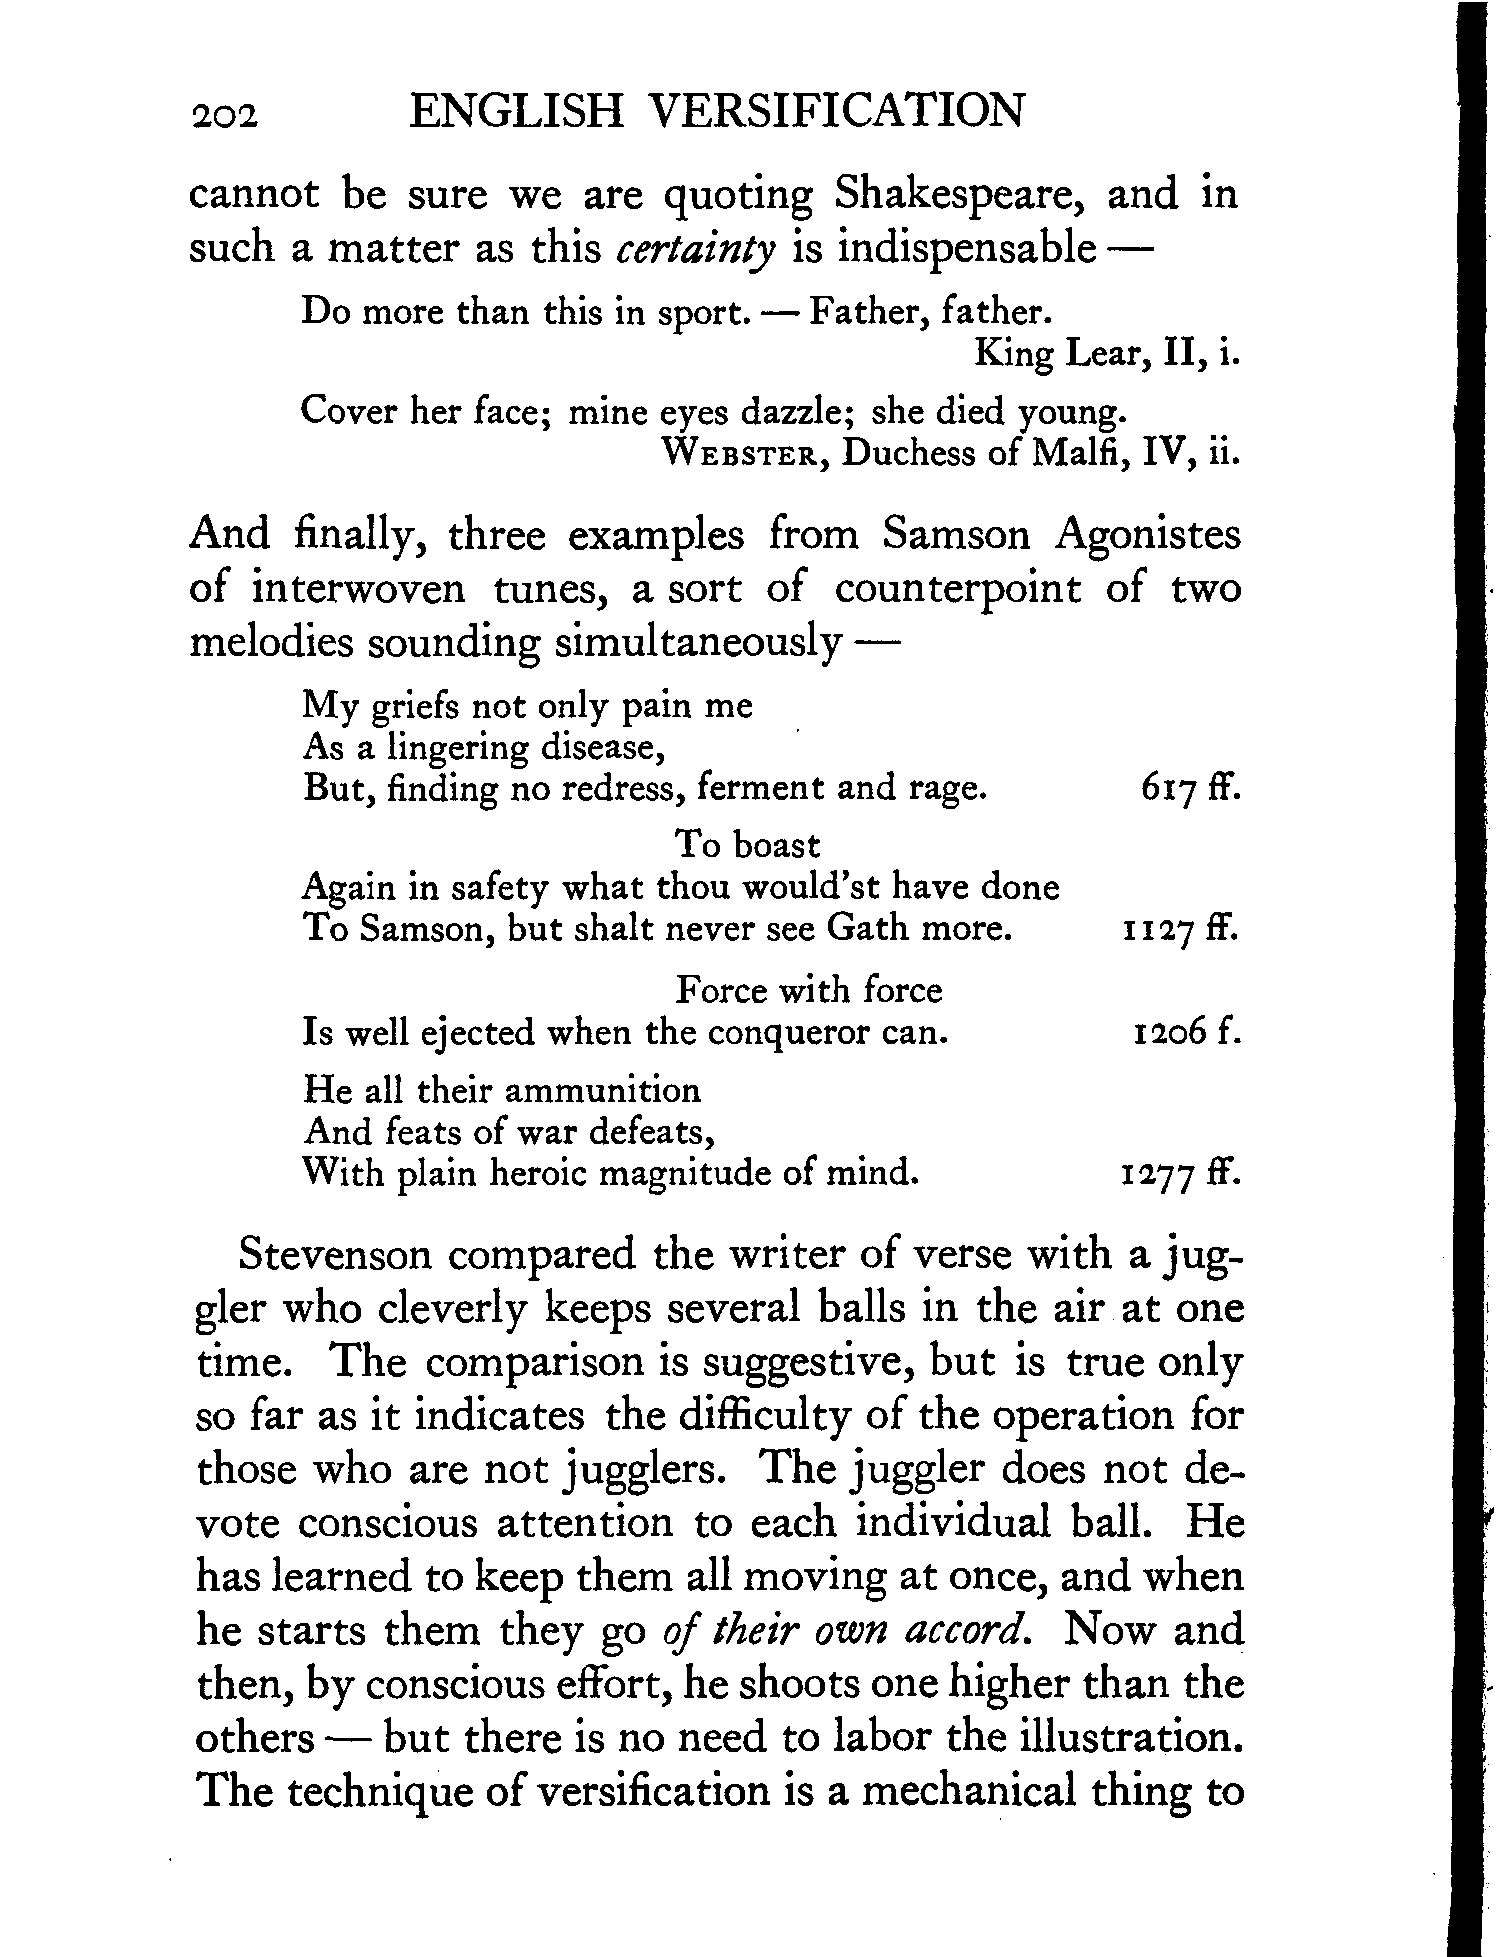 202 ENGLISH VERSIFICATION
cannot be sure we are quoting Shakespeare, and in
such a matter as this certainty is indispensable —
Do more than this in sport. — Father, father.
King Lear, II, i.
Cover her face; mine eyes dazzle; she died young.
WEBSTER, Duchess of Malfi, IV, ii.
And finally, three examples from Samson Agonistes
of interwoven tunes, a sort of counterpoint of two
melodies sounding simultaneously —
My griefs not only pain me
As a lingering disease,
But, finding no redress, ferment and rage. 617 ff.
To boast
Again in safety what thou would'st have done
To Samson, but shalt never see Gath more. 1127 ff.
Force with force
Is well ejected when the conqueror can. 1206 f.
He all their ammunition
And feats of war defeats,
With plain heroic magnitude of mind. 1277 ff.
Stevenson compared the writer of verse with a jug-
gler who cleverly keeps several balls in the air at one
time. The comparison is suggestive, but is true only
so far as it indicates the difficulty of the operation for
those who are not jugglers. The juggler does not de-
vote conscious attention to each individual ball. He
has learned to keep them all moving at once, and when
he starts them they go of their own accord. Now and
then, by conscious effort, he shoots one higher than the
others — but there is no need to labor the illustration.
The technique of versification is a mechanical thing to